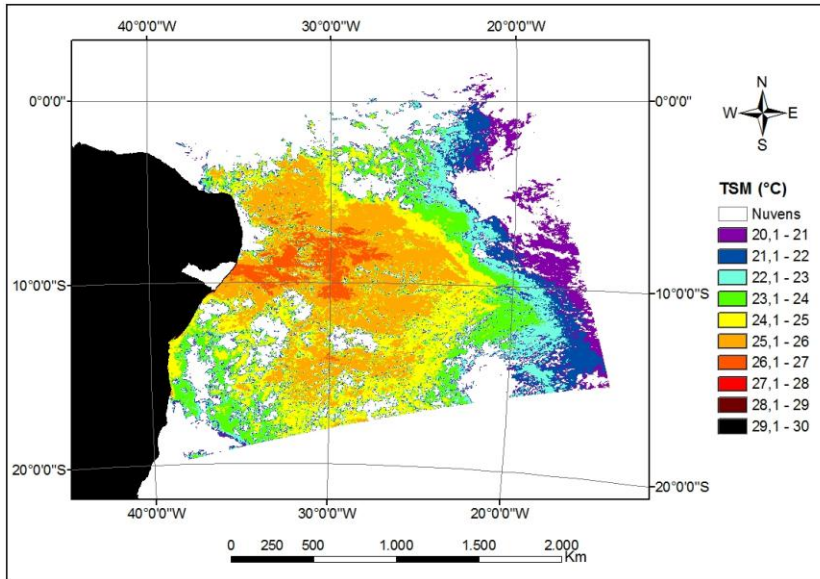 40°0'0"W 30°0'0"W 20°0'0"W
0°0'0" 0°0'0"
10°0'0"S 10°0'0"S
20°0'0"S 20°0'0"S
40°0'0"W 30°0'0"W 20°0'0"W
N
W E
S
TSM (°C)
Nuvens
20,1 - 21
21,1 - 22
22,1 - 23
23,1 - 24
24,1 - 25
25,1 - 26
26,1 - 27
27,1 - 28
28,1 - 29
29,1 - 30
0 250 500 1.000 1.500 2.000
Km